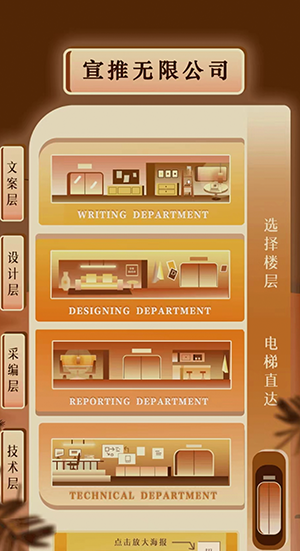 宣推无限公司
文案层
WRITING DEPARTMENT
设计层
DESIGNING DEPARTMENT
采编层
REPORTING DEPARTMENT
技术层
TECHNICAL DEPARTMENT
选择楼层
电梯直达
点击放大海报